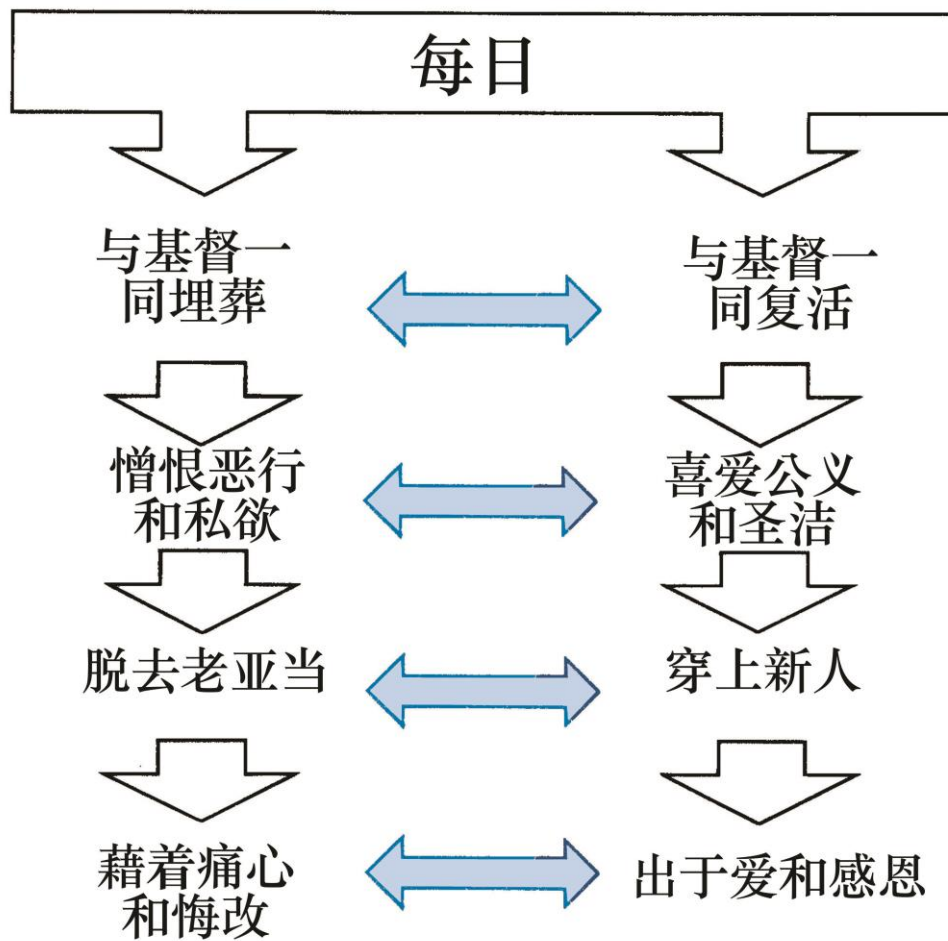 每日
与基督一
同埋葬
与基督一
同复活
憎恨恶行
和私欲
喜爱公义
和圣洁
脱去老亚当
穿上新人
藉着痛心
和悔改
出于爱和感恩